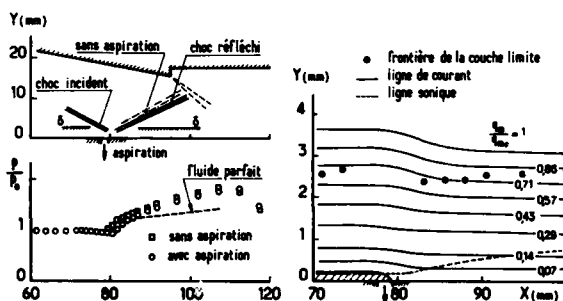 Y(mm)
sans aspiration
choc réfléchi
20
choc incident
10
δ
δ
0
aspiration
P/P₀
fluide parfait
1
sans aspiration
avec aspiration
0
60
80
100
120
frontière de la couche limite
ligne de courant
ligne sonique
Y(mm)
4
= 1
0,86
3
0,71
2
0,57
0,43
1
0,29
0,14
0
0,07
70
80
90
X(mm)